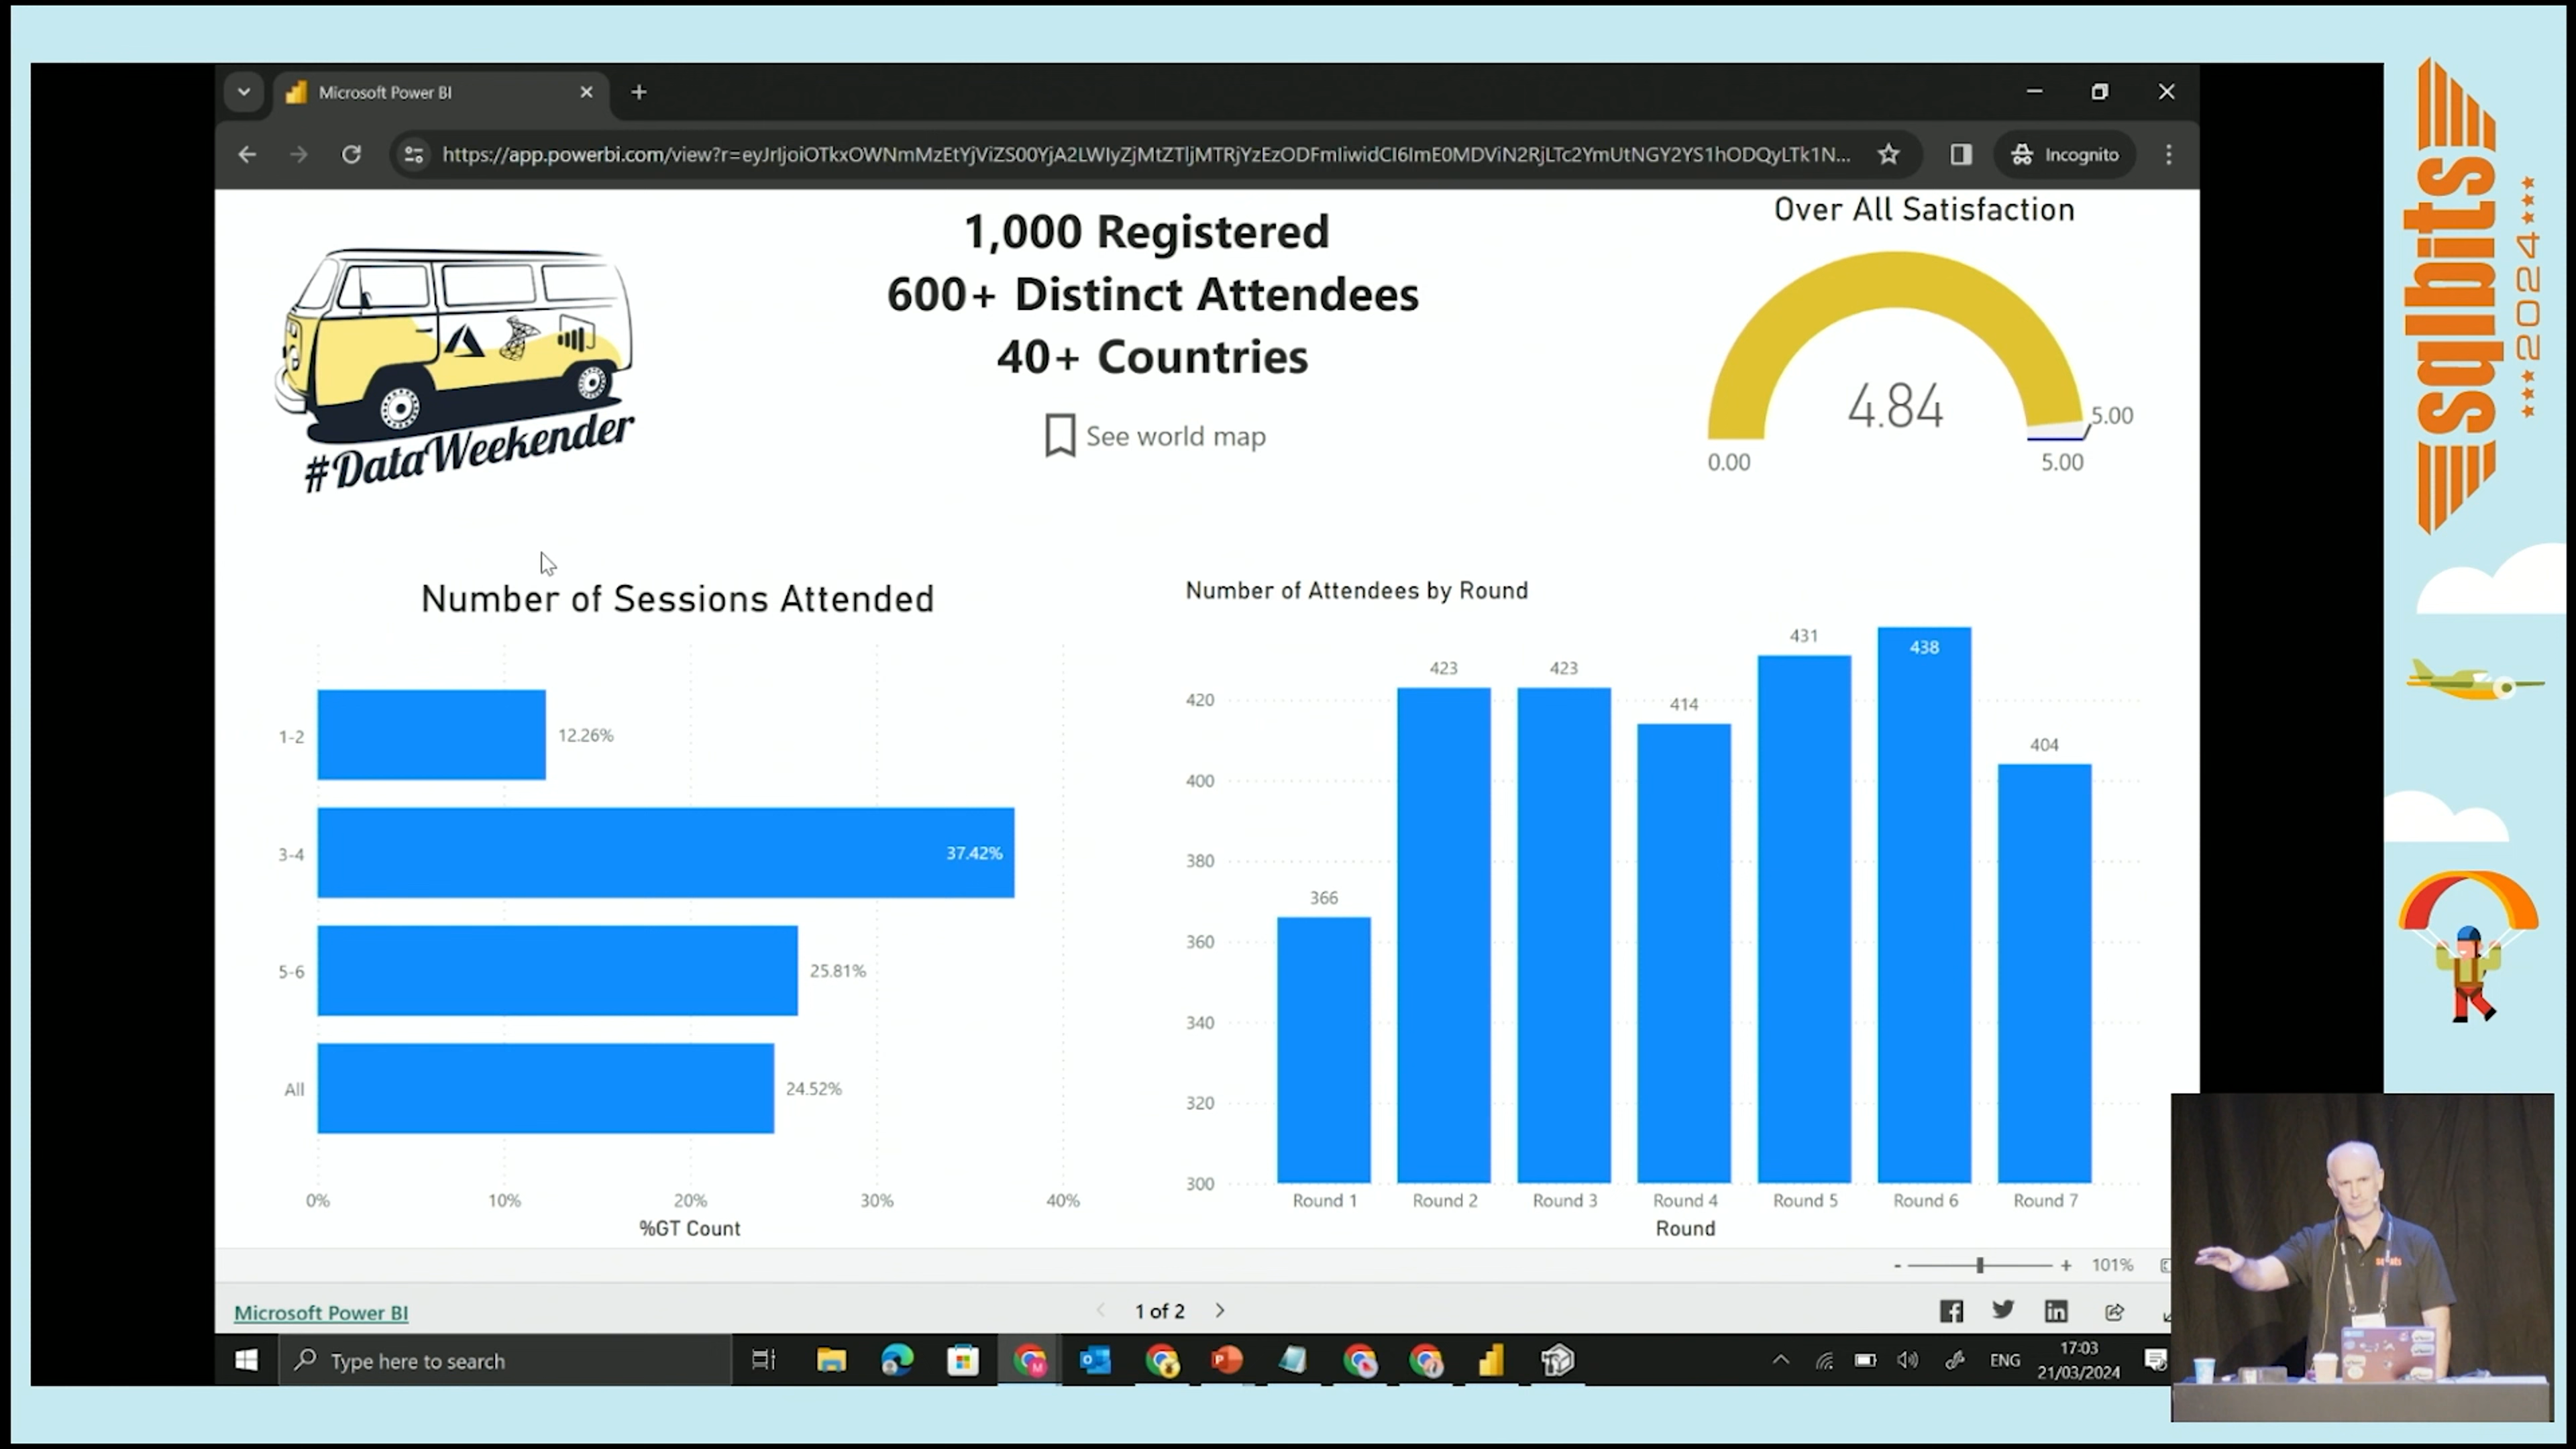 Microsoft Power BI
https://app.powerbi.com/view?r=eyJrIjoiOTkxOWNmMzEtYjViZS00YjA2LWIyZjMtZTljMTRjYzEzODFmIiwidCI6ImE0MDViN2RjLTc2YmUtNGY2YS1hODQyLTk1N...
Incognito
#DataWeekender
1,000 Registered
600+ Distinct Attendees
40+ Countries
See world map
Over All Satisfaction
4.84
5.00
0.00
5.00
Number of Sessions Attended
1-2
12.26%
3-4
37.42%
5-6
25.81%
All
24.52%
0% 10% 20% 30% 40%
%GT Count
Number of Attendees by Round
420
400
380
360
340
320
300
366
423
423
414
431
438
404
Round 1 Round 2 Round 3 Round 4 Round 5 Round 6 Round 7
Round
- + 101%
Microsoft Power BI
1 of 2
Type here to search
ENG
17:03
21/03/2024
sqlbits
2024